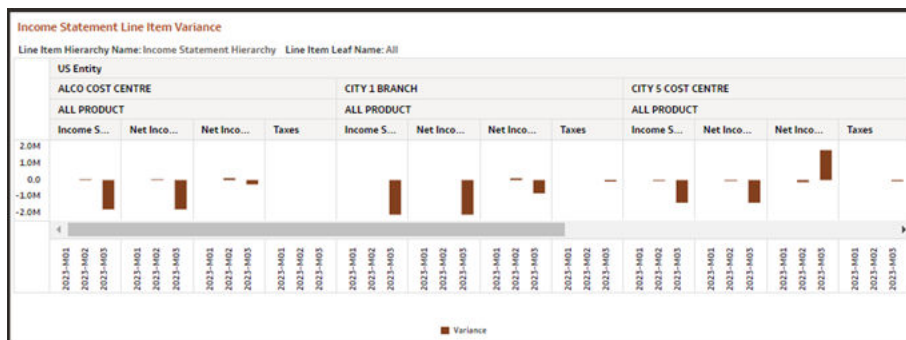 Income Statement Line Item Variance
Line Item Hierarchy Name: Income Statement Hierarchy Line Item Leaf Name: All
US Entity
ALCO COST CENTRE CITY 1 BRANCH CITY 5 COST CENTRE
ALL PRODUCT ALL PRODUCT ALL PRODUCT
Income S... Net Inco... Net Inco... Taxes Income S... Net Inco... Net Inco... Taxes Income S... Net Inco... Net Inco... Taxes
2.0M
1.0M
0.0
-1.0M
-2.0M
2023-M01 2023-M02 2023-M03 2023-M01 2023-M02 2023-M03 2023-M01 2023-M02 2023-M03 2023-M01 2023-M02 2023-M03 2023-M01 2023-M02 2023-M03 2023-M01 2023-M02 2023-M03 2023-M01 2023-M02 2023-M03 2023-M01 2023-M02 2023-M03 2023-M01 2023-M02 2023-M03 2023-M01 2023-M02 2023-M03 2023-M01 2023-M02 2023-M03 2023-M01 2023-M02 2023-M03
Variance